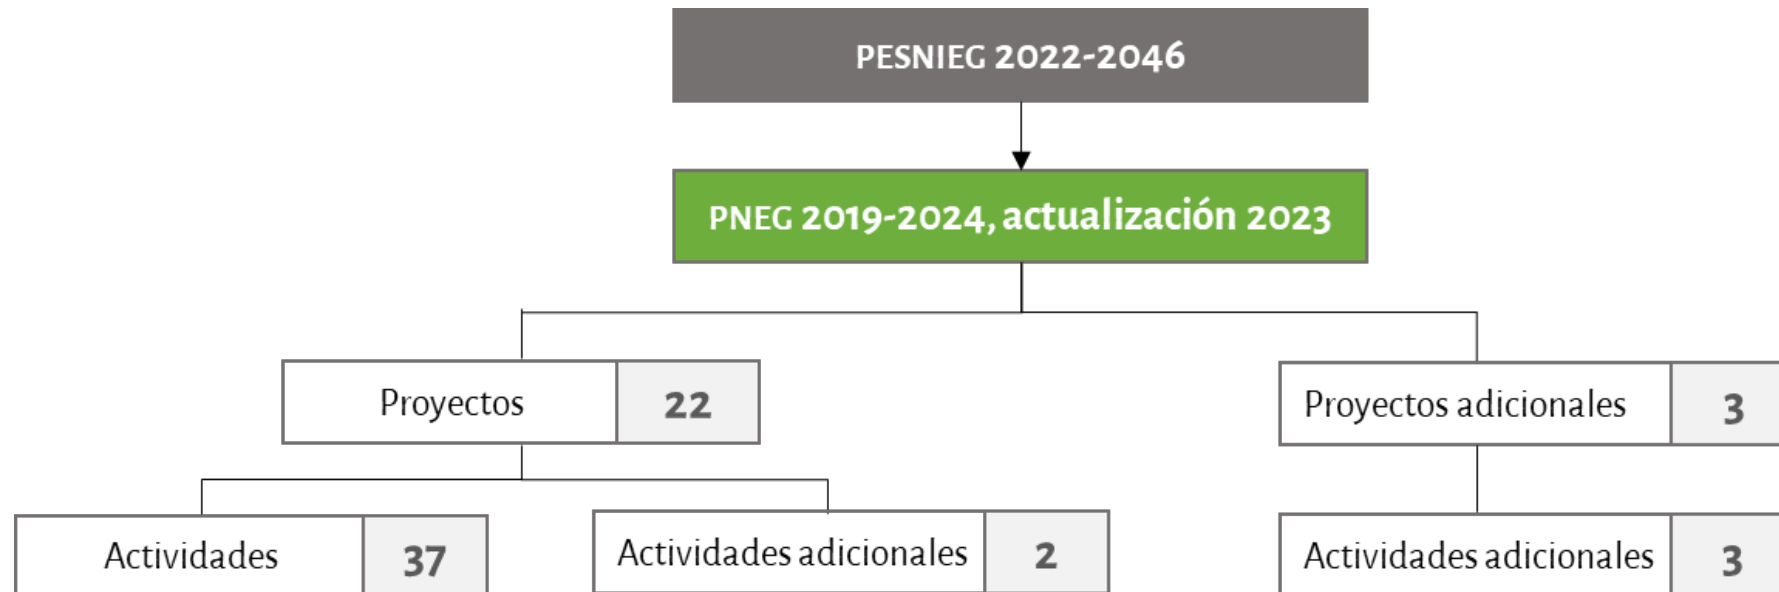 PESNIEG 2022-2046
PNEG 2019-2024, actualización 2023
Proyectos 22
Proyectos adicionales 3
Actividades 37
Actividades adicionales 2
Actividades adicionales 3